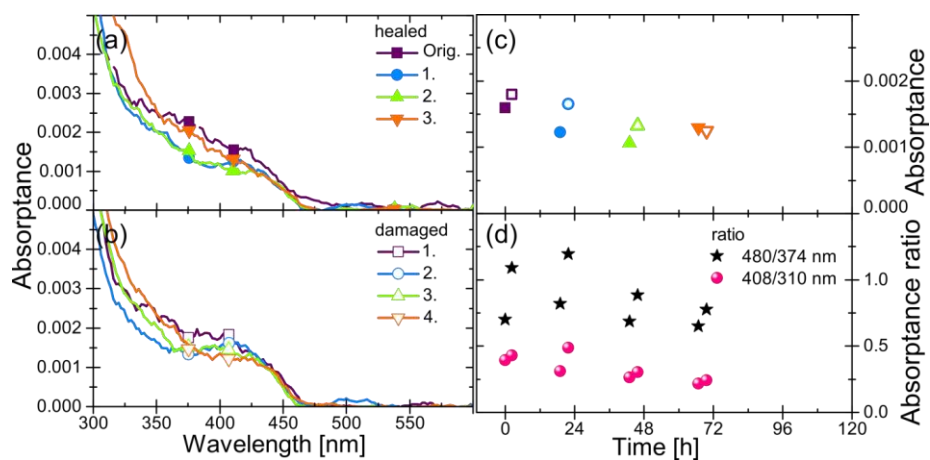 (a)
healed
Orig.
1.
2.
3.
0.004
0.003
0.002
0.001
0.000
(b)
damaged
1.
2.
3.
4.
0.004
0.003
0.002
0.001
0.000
300 350 400 450 500 550
Wavelength [nm]
Absorptance
(c)
0.002
0.001
0.000
Absorptance
(d)
ratio
480/374 nm
408/310 nm
1.0
0.5
0.0
Absorptance ratio
0 24 48 72 96 120
Time [h]